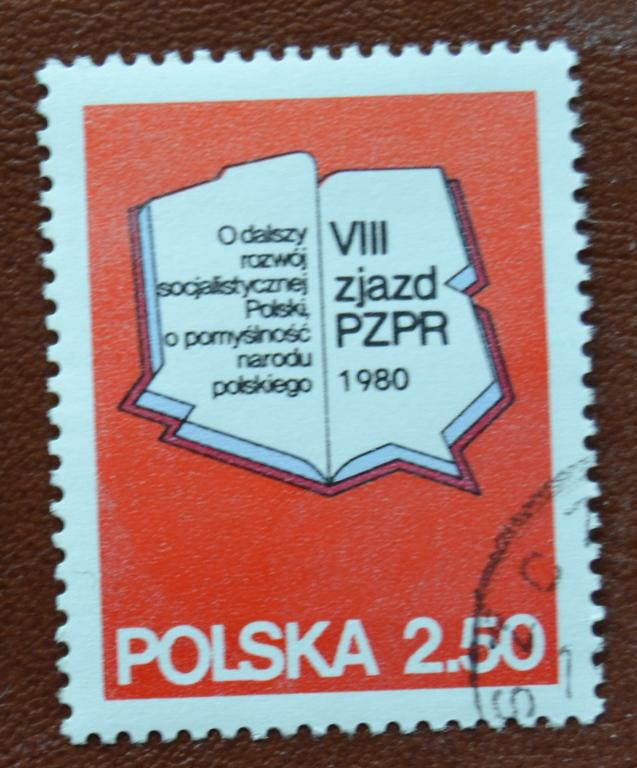 O dalszy
rozwój
socjalistycznej
Polski,
o pomyślność
narodu
polskiego
VIII
zjazd
PZPR
1980
POLSKA 2.50